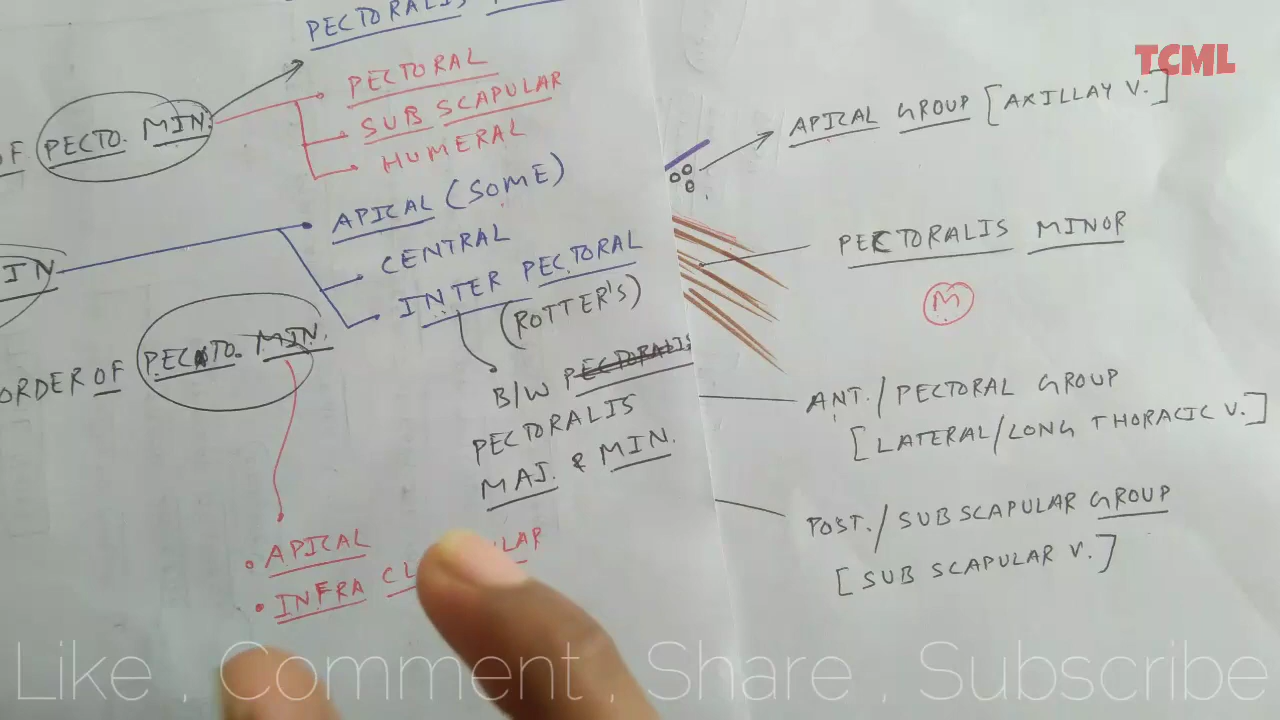 PECTORALIS
OF PECTO. MIN.
PECTORAL
SUB SCAPULAR
HUMERAL
IN
APICAL (SOME)
CENTRAL
INTER PECTORAL
(ROTTER'S)
B/W PECTORALIS
PECTORALIS
MAJ. & MIN.
ORDER OF PECTO. MIN.
• APICAL
• INFRA
TCML
APICAL GROUP [AXILLAY V.]
PECTORALIS MINOR
M
ANT./PECTORAL GROUP
[LATERAL/LONG THORACIC V.]
POST./SUB SCAPULAR GROUP
[SUB SCAPULAR V.]
Like , Comment , Share , Subscribe